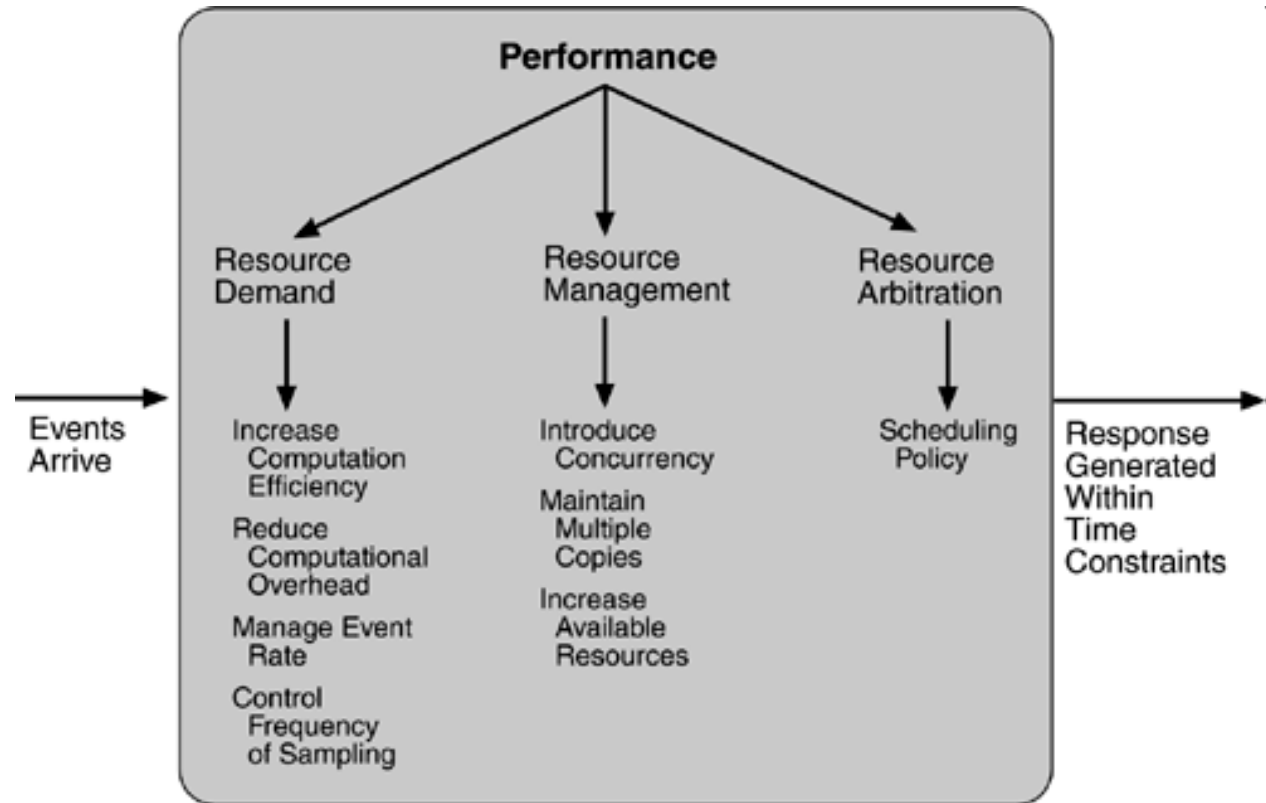 Performance
Resource
Demand
Resource
Management
Resource
Arbitration
Events
Arrive
Increase
Computation
Efficiency
Reduce
Computational
Overhead
Manage Event
Rate
Control
Frequency
of Sampling
Introduce
Concurrency
Maintain
Multiple
Copies
Increase
Available
Resources
Scheduling
Policy
Response
Generated
Within
Time
Constraints